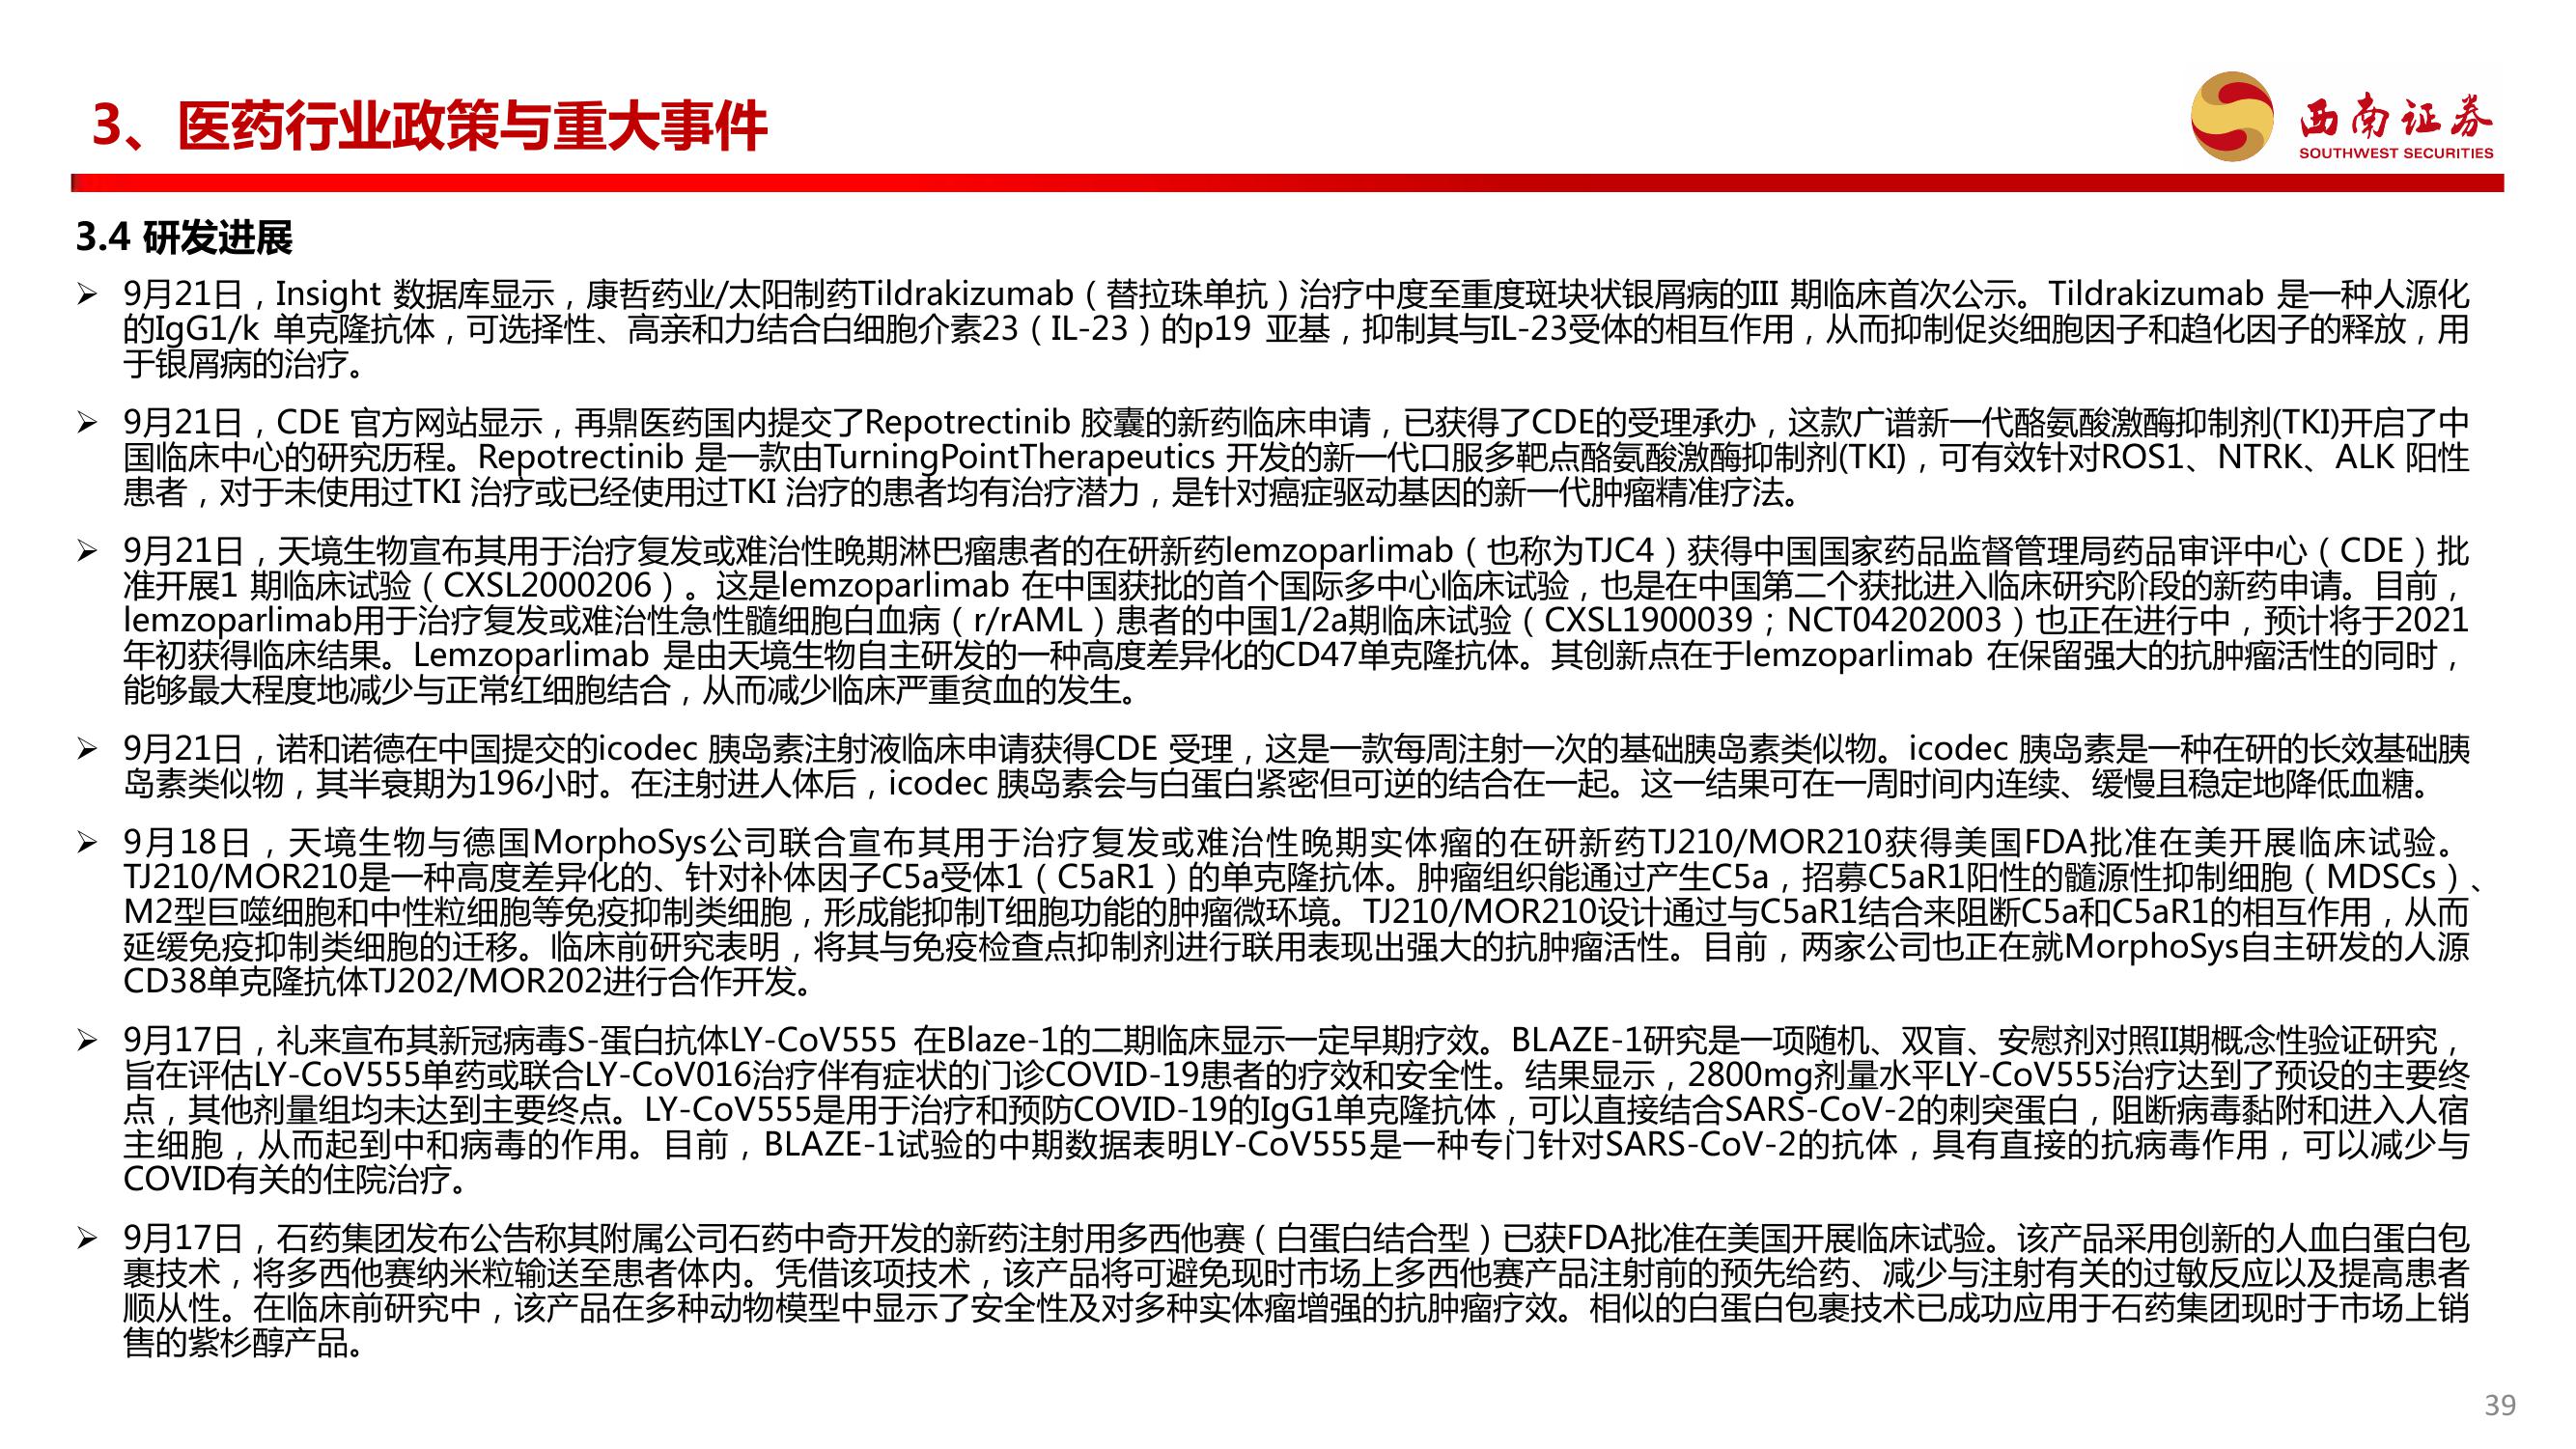 3、医药行业政策与重大事件
西南证券
SOUTHWEST SECURITIES
3.4 研发进展
➢ 9月21日，Insight 数据库显示，康哲药业/太阳制药Tildrakizumab（替拉珠单抗）治疗中度至重度斑块状银屑病的III 期临床首次公示。Tildrakizumab 是一种人源化
的IgG1/k 单克隆抗体，可选择性、高亲和力结合白细胞介素23（IL-23）的p19 亚基，抑制其与IL-23受体的相互作用，从而抑制促炎细胞因子和趋化因子的释放，用
于银屑病的治疗。
➢ 9月21日，CDE 官方网站显示，再鼎医药国内提交了Repotrectinib 胶囊的新药临床申请，已获得了CDE的受理承办，这款广谱新一代酪氨酸激酶抑制剂(TKI)开启了中
国临床中心的研究历程。Repotrectinib 是一款由TurningPointTherapeutics 开发的新一代口服多靶点酪氨酸激酶抑制剂(TKI)，可有效针对ROS1、NTRK、ALK 阳性
患者，对于未使用过TKI 治疗或已经使用过TKI 治疗的患者均有治疗潜力，是针对癌症驱动基因的新一代肿瘤精准疗法。
➢ 9月21日，天境生物宣布其用于治疗复发或难治性晚期淋巴瘤患者的在研新药lemzoparlimab（也称为TJC4）获得中国国家药品监督管理局药品审评中心（CDE）批
准开展1 期临床试验（CXSL2000206）。这是lemzoparlimab 在中国获批的首个国际多中心临床试验，也是在中国第二个获批进入临床研究阶段的新药申请。目前，
lemzoparlimab用于治疗复发或难治性急性髓细胞白血病（r/rAML）患者的中国1/2a期临床试验（CXSL1900039；NCT04202003）也正在进行中，预计将于2021
年初获得临床结果。Lemzoparlimab 是由天境生物自主研发的一种高度差异化的CD47单克隆抗体。其创新点在于lemzoparlimab 在保留强大的抗肿瘤活性的同时，
能够最大程度地减少与正常红细胞结合，从而减少临床严重贫血的发生。
➢ 9月21日，诺和诺德在中国提交的icodec 胰岛素注射液临床申请获得CDE 受理，这是一款每周注射一次的基础胰岛素类似物。icodec 胰岛素是一种在研的长效基础胰
岛素类似物，其半衰期为196小时。在注射进人体后，icodec 胰岛素会与白蛋白紧密但可逆的结合在一起。这一结果可在一周时间内连续、缓慢且稳定地降低血糖。
➢ 9月18日，天境生物与德国MorphoSys公司联合宣布其用于治疗复发或难治性晚期实体瘤的在研新药TJ210/MOR210获得美国FDA批准在美开展临床试验。
TJ210/MOR210是一种高度差异化的、针对补体因子C5a受体1（C5aR1）的单克隆抗体。肿瘤组织能通过产生C5a，招募C5aR1阳性的髓源性抑制细胞（MDSCs）、
M2型巨噬细胞和中性粒细胞等免疫抑制类细胞，形成能抑制T细胞功能的肿瘤微环境。TJ210/MOR210设计通过与C5aR1结合来阻断C5a和C5aR1的相互作用，从而
延缓免疫抑制类细胞的迁移。临床前研究表明，将其与免疫检查点抑制剂进行联用表现出强大的抗肿瘤活性。目前，两家公司也正在就MorphoSys自主研发的人源
CD38单克隆抗体TJ202/MOR202进行合作开发。
➢ 9月17日，礼来宣布其新冠病毒S-蛋白抗体LY-CoV555 在Blaze-1的二期临床显示一定早期疗效。BLAZE-1研究是一项随机、双盲、安慰剂对照II期概念性验证研究，
旨在评估LY-CoV555单药或联合LY-CoV016治疗伴有症状的门诊COVID-19患者的疗效和安全性。结果显示，2800mg剂量水平LY-CoV555治疗达到了预设的主要终
点，其他剂量组均未达到主要终点。LY-CoV555是用于治疗和预防COVID-19的IgG1单克隆抗体，可以直接结合SARS-CoV-2的刺突蛋白，阻断病毒黏附和进入人宿
主细胞，从而起到中和病毒的作用。目前，BLAZE-1试验的中期数据表明LY-CoV555是一种专门针对SARS-CoV-2的抗体，具有直接的抗病毒作用，可以减少与
COVID有关的住院治疗。
➢ 9月17日，石药集团发布公告称其附属公司石药中奇开发的新药注射用多西他赛（白蛋白结合型）已获FDA批准在美国开展临床试验。该产品采用创新的人血白蛋白包
裹技术，将多西他赛纳米粒输送至患者体内。凭借该项技术，该产品将可避免现时市场上多西他赛产品注射前的预先给药、减少与注射有关的过敏反应以及提高患者
顺从性。在临床前研究中，该产品在多种动物模型中显示了安全性及对多种实体瘤增强的抗肿瘤疗效。相似的白蛋白包裹技术已成功应用于石药集团现时于市场上销
售的紫杉醇产品。
39